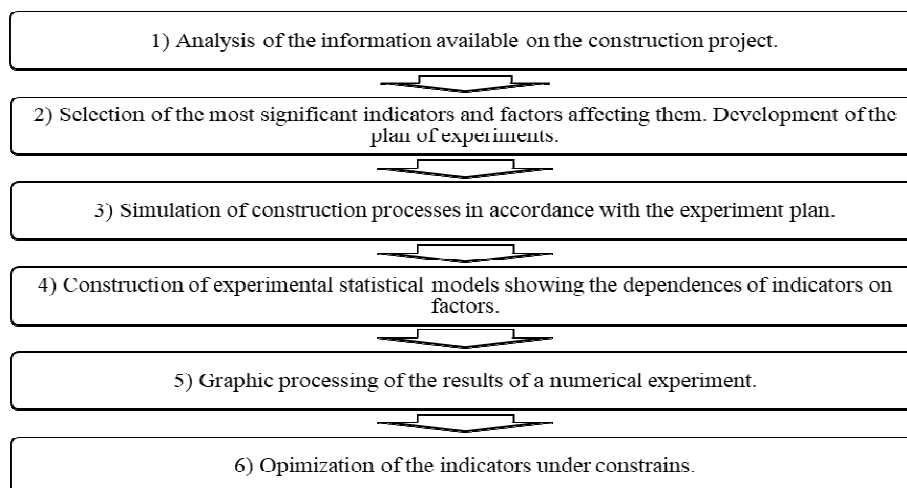 1) Analysis of the information available on the construction project.
2) Selection of the most significant indicators and factors affecting them. Development of the
plan of experiments.
3) Simulation of construction processes in accordance with the experiment plan.
4) Construction of experimental statistical models showing the dependences of indicators on
factors.
5) Graphic processing of the results of a numerical experiment.
6) Opimization of the indicators under constrains.